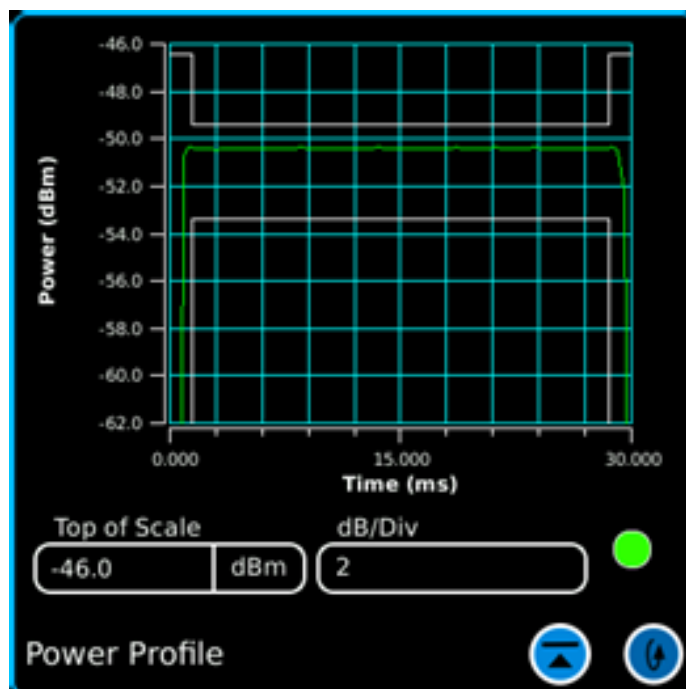 -46.0
-48.0
-50.0
-52.0
-54.0
-56.0
-58.0
-60.0
-62.0
Power (dBm)
0.000 15.000 30.000
Time (ms)
Top of Scale dB/Div
-46.0 dBm 2
Power Profile